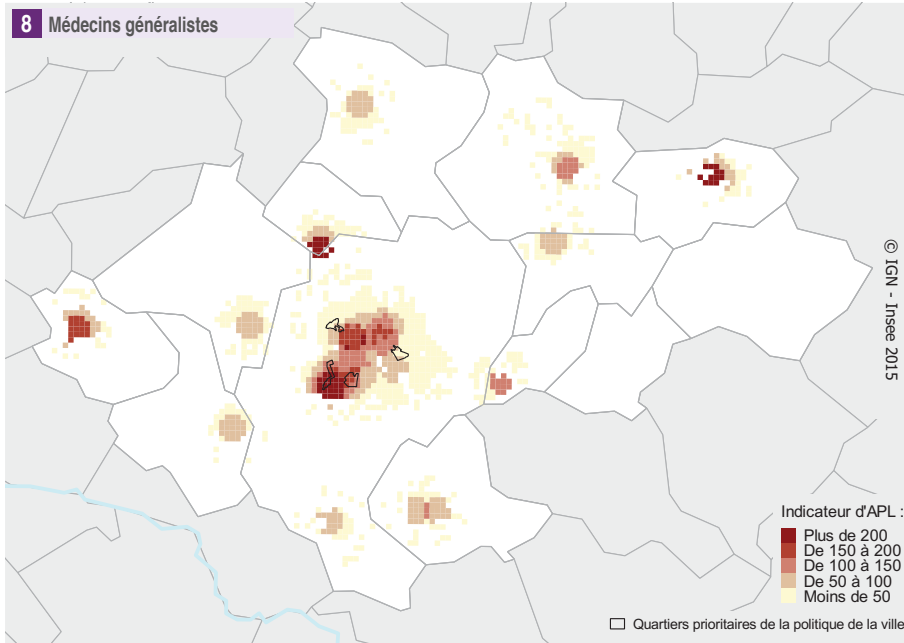 8 Médecins généralistes
© IGN - Insee 2015
Indicateur d'APL :
Plus de 200
De 150 à 200
De 100 à 150
De 50 à 100
Moins de 50
Quartiers prioritaires de la politique de la ville